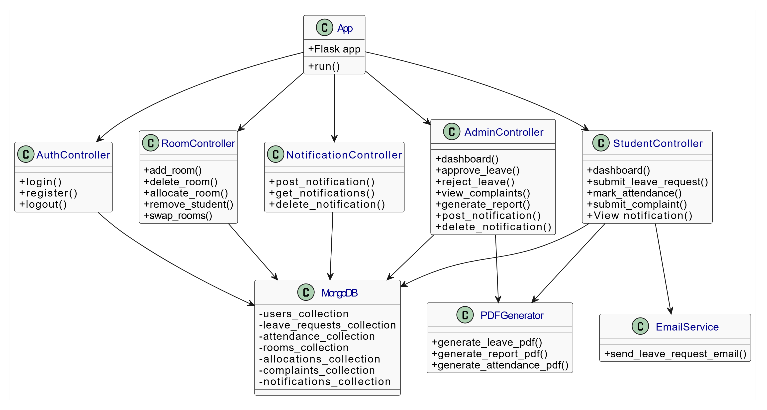 C App
+Flask app
+run()
C AuthController
+login()
+register()
+logout()
C RoomController
+add_room()
+delete_room()
+allocate_room()
+remove_student()
+swap_rooms()
C NotificationController
+post_notification()
+get_notifications()
+delete_notification()
C AdminController
+dashboard()
+approve_leave()
+reject_leave()
+view_complaints()
+generate_report()
+post_notification()
+delete_notification()
C StudentController
+dashboard()
+submit_leave_request()
+mark_attendance()
+submit_complaint()
+View notification()
C MongoDB
-users_collection
-leave_requests_collection
-attendance_collection
-rooms_collection
-allocations_collection
-complaints_collection
-notifications_collection
C PDFGenerator
+generate_leave_pdf()
+generate_report_pdf()
+generate_attendance_pdf()
C EmailService
+send_leave_request_email()